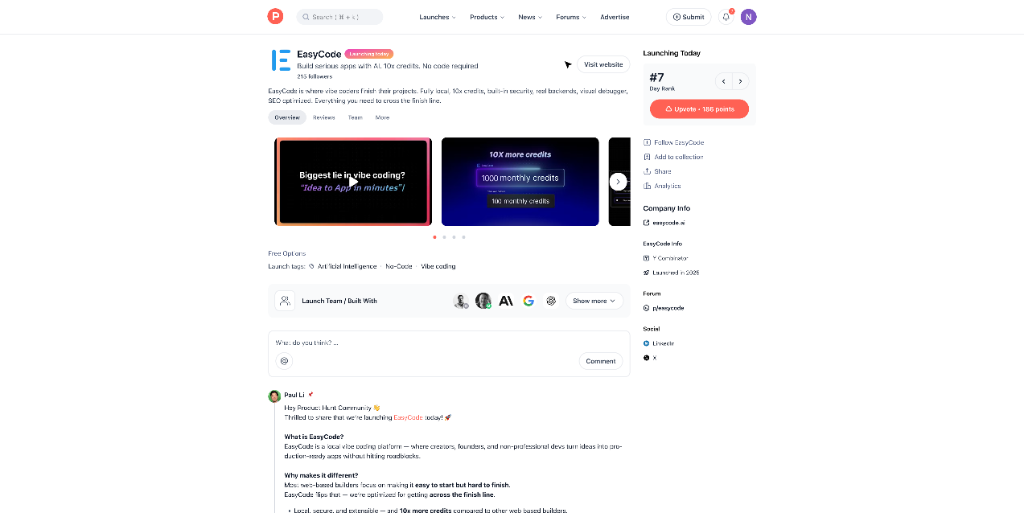 P
Search ( ⌘ + k )
Launches
Products
News
Forums
Advertise
Submit
N
EasyCode
Launching today
Build serious apps with AI. 10x credits. No code required
215 followers
Visit website
EasyCode is where vibe coders finish their projects. Fully local, 10x credits, built-in security, real backends, visual debugger,
SEO optimized. Everything you need to cross the finish line.
Overview
Reviews
Team
More
Biggest lie in vibe coding?
"Idea to App in minutes"
10X more credits
1000 monthly credits
100 monthly credits
Free Options
Launch tags:
Artificial Intelligence · No-Code · Vibe coding
Launch Team / Built With
Show more
What do you think? ...
Comment
Paul Li
Hey Product Hunt Community 👋
Thrilled to share that we're launching EasyCode today! 🚀
What is EasyCode?
EasyCode is a local vibe coding platform — where creators, founders, and non-professional devs turn ideas into pro-
duction-ready apps without hitting roadblocks.
Why makes it different?
Most web-based builders focus on making it easy to start but hard to finish.
EasyCode flips that — we're optimized for getting across the finish line.
• Local, secure, and extensible — and 10x more credits compared to other web based builders.
Launching Today
#7
Day Rank
Upvote • 186 points
Follow EasyCode
Add to collection
Share
Analytics
Company Info
easycode.ai
EasyCode Info
Y Combinator
Launched in 2025
Forum
p/easycode
Social
LinkedIn
X